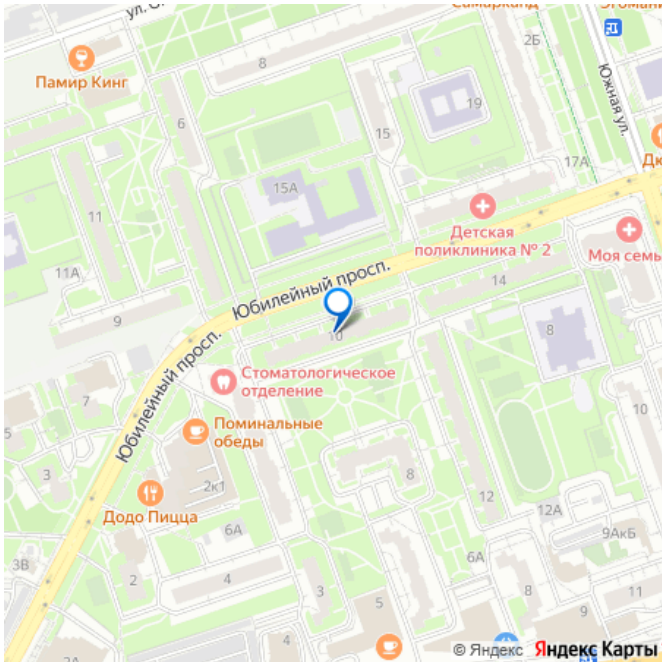 Самарканд
Памир Кинг
8
2Б
Южная ул.
6
19
15
17А
15А
11
Детская
поликлиника № 2
Моя семь
11А
Юбилейный просп.
14
9
10
8
Юбилейный просп.
Стоматологическое
отделение
7
Поминальные
обеды
10
3
8
2к1
12
Додо Пицца
12А
6А
9АкБ
6А
3В
2
4
3
8
11
5
4
9
2А
© Яндекс Яндекс Карты